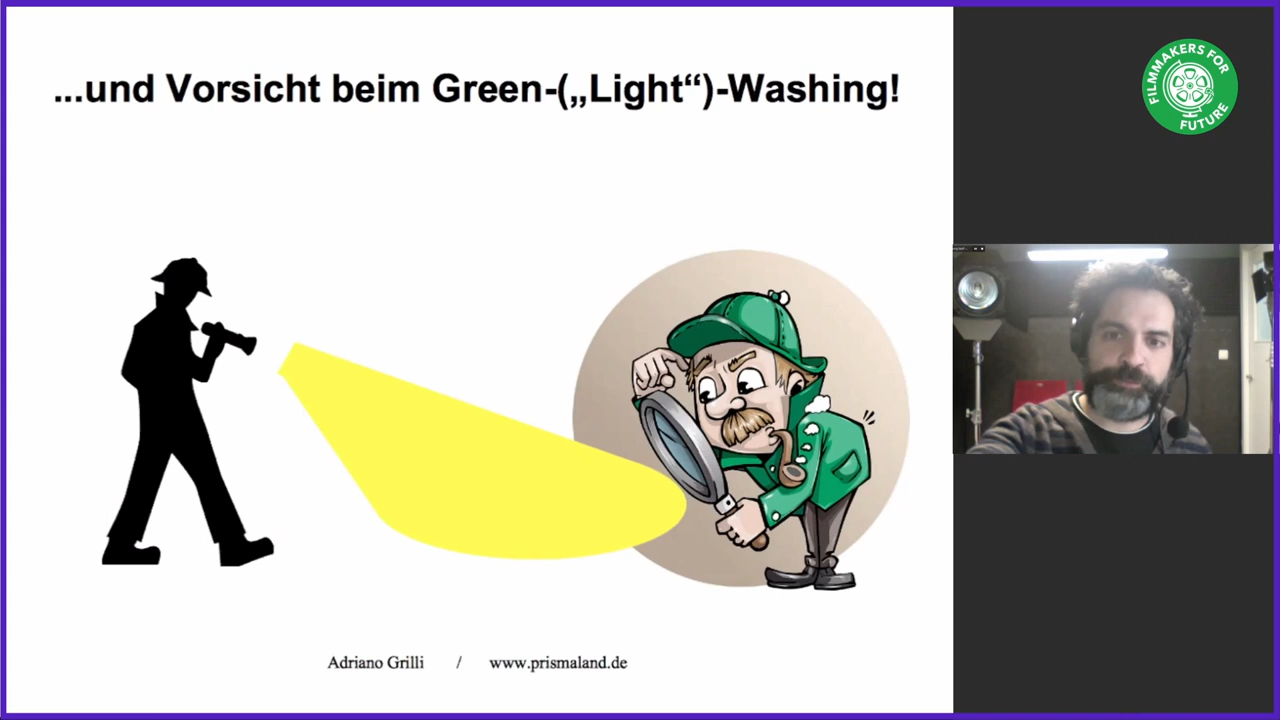 ...und Vorsicht beim Green-(„Light“)-Washing!
FILMMAKERS FOR
FUTURE
Adriano Grilli / www.prismaland.de